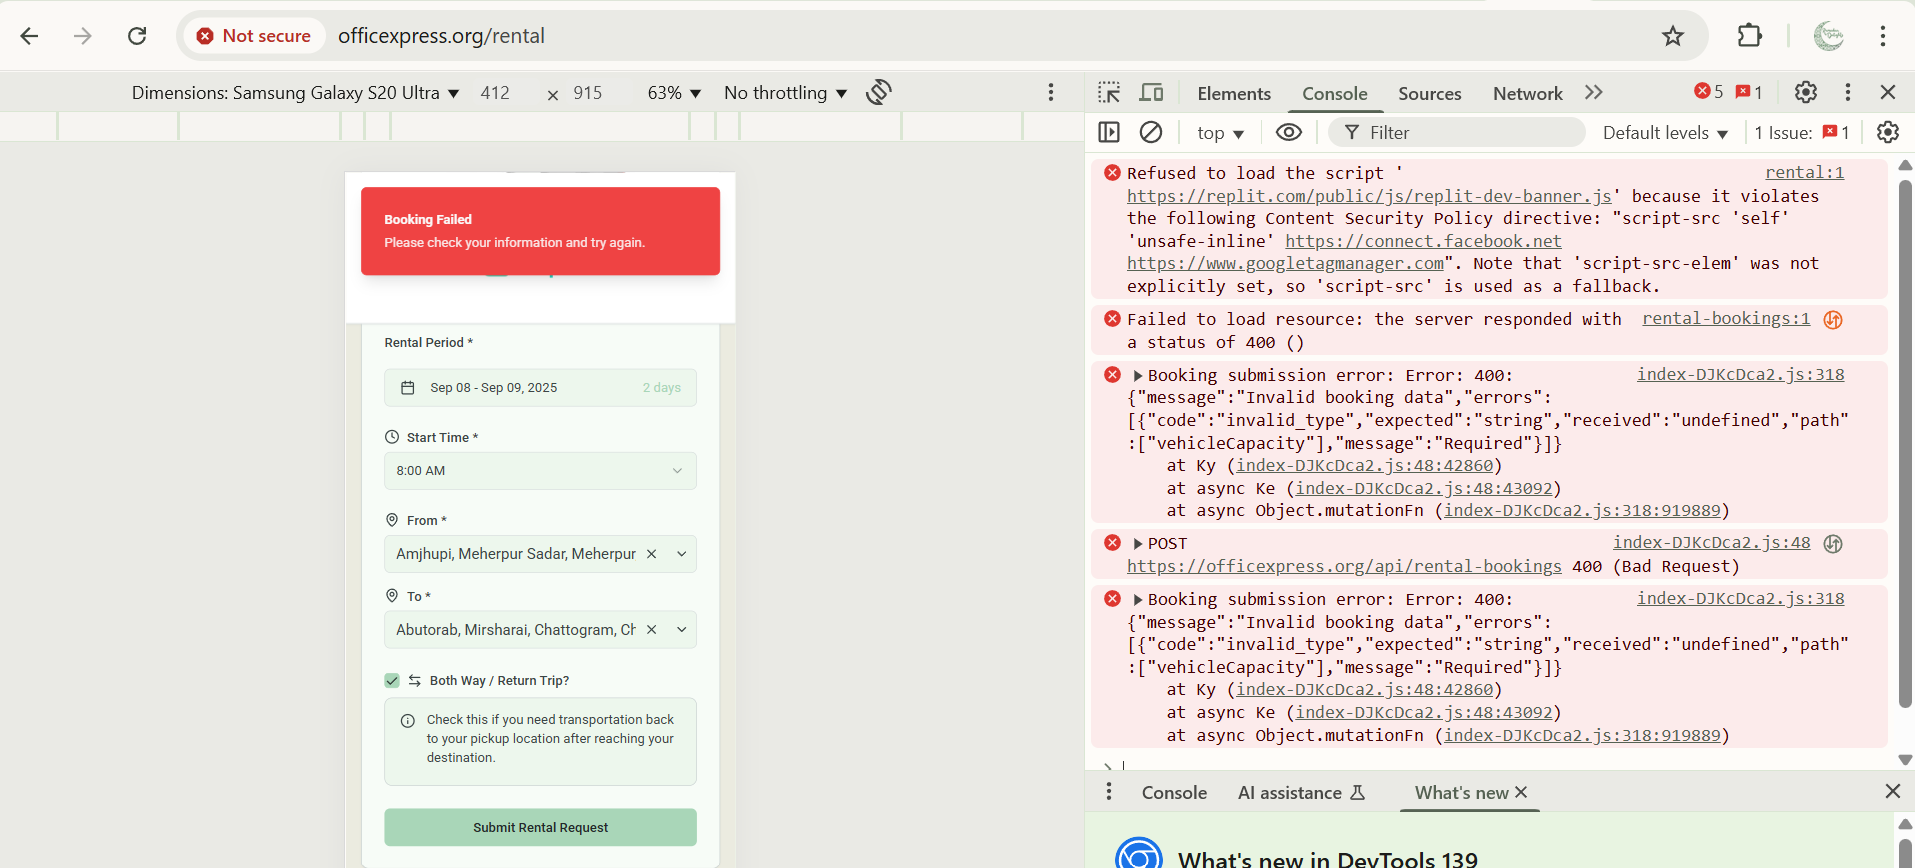 Not secure
officexpress.org/rental
Dimensions: Samsung Galaxy S20 Ultra 412 × 915 63% No throttling
Elements Console Sources Network 5 1
top Filter Default levels 1 Issue: 1
Booking Failed
Please check your information and try again.
Rental Period *
Sep 08 - Sep 09, 2025 2 days
Start Time *
8:00 AM
From *
Amjhupi, Meherpur Sadar, Meherpur
To *
Abutorab, Mirsharai, Chattogram, Ch
Both Way / Return Trip?
Check this if you need transportation back
to your pickup location after reaching your
destination.
Submit Rental Request
Refused to load the script ' rental:1
https://replit.com/public/js/replit-dev-banner.js' because it violates
the following Content Security Policy directive: "script-src 'self'
'unsafe-inline' https://connect.facebook.net
https://www.googletagmanager.com". Note that 'script-src-elem' was not
explicitly set, so 'script-src' is used as a fallback.
Failed to load resource: the server responded with rental-bookings:1
a status of 400 ()
Booking submission error: Error: 400: index-DJKcDca2.js:318
{"message":"Invalid booking data","errors":
[{"code":"invalid_type","expected":"string","received":"undefined","path"
:["vehicleCapacity"],"message":"Required"}]}
at Ky (index-DJKcDca2.js:48:42860)
at async Ke (index-DJKcDca2.js:48:43092)
at async Object.mutationFn (index-DJKcDca2.js:318:919889)
POST index-DJKcDca2.js:48
https://officexpress.org/api/rental-bookings 400 (Bad Request)
Booking submission error: Error: 400: index-DJKcDca2.js:318
{"message":"Invalid booking data","errors":
[{"code":"invalid_type","expected":"string","received":"undefined","path"
:["vehicleCapacity"],"message":"Required"}]}
at Ky (index-DJKcDca2.js:48:42860)
at async Ke (index-DJKcDca2.js:48:43092)
at async Object.mutationFn (index-DJKcDca2.js:318:919889)
Console AI assistance What's new
What's new in DevTools 139